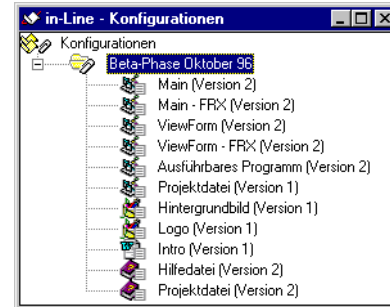 in-Line - Konfigurationen
Konfigurationen
Beta-Phase Oktober 96
Main (Version 2)
Main - FRX (Version 2)
ViewForm (Version 2)
ViewForm - FRX (Version 2)
Ausführbares Programm (Version 2)
Projektdatei (Version 1)
Hintergrundbild (Version 1)
Logo (Version 1)
Intro (Version 1)
Hilfedatei (Version 2)
Projektdatei (Version 2)